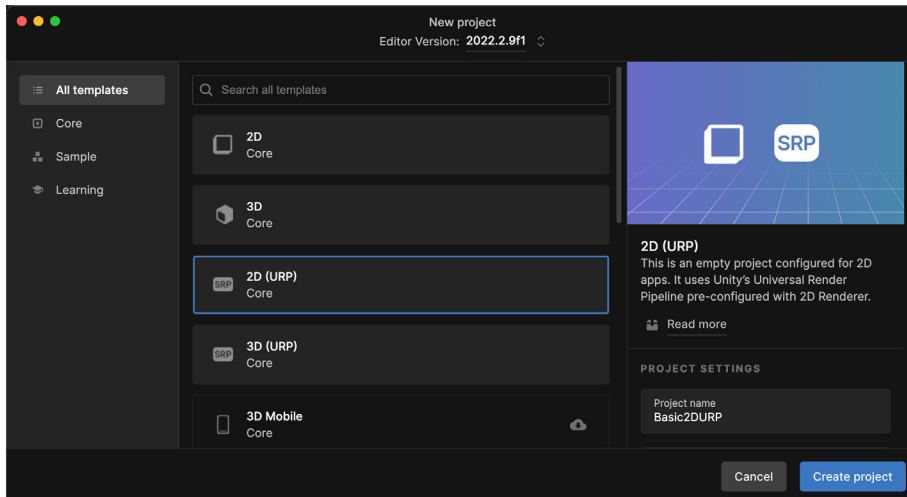 New project
Editor Version: 2022.2.9f1
All templates
Core
Sample
Learning
Search all templates
2D
Core
3D
Core
SRP
2D (URP)
Core
SRP
3D (URP)
Core
3D Mobile
Core
SRP
2D (URP)
This is an empty project configured for 2D
apps. It uses Unity's Universal Render
Pipeline pre-configured with 2D Renderer.
Read more
PROJECT SETTINGS
Project name
Basic2DURP
Cancel
Create project